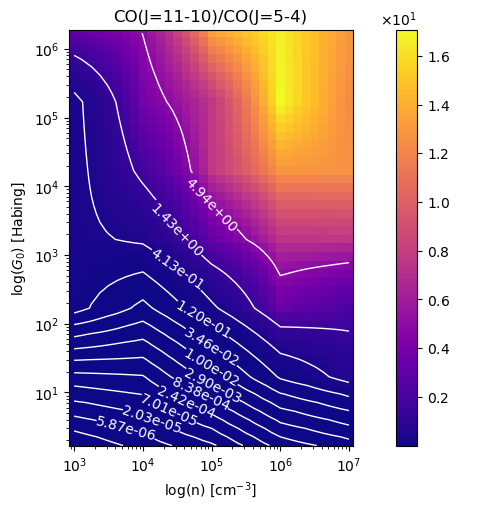 CO(J=11-10)/CO(J=5-4)
×10¹
10⁶
10⁵
10⁴
10³
10²
10¹
log(G₀) [Habing]
4.94e+00
1.43e+00
4.13e-01
1.20e-01
3.46e-02
1.00e-02
2.90e-03
8.38e-04
2.42e-04
7.01e-05
2.03e-05
5.87e-06
10³
10⁴
10⁵
10⁶
10⁷
log(n) [cm⁻³]
1.6
1.4
1.2
1.0
0.8
0.6
0.4
0.2